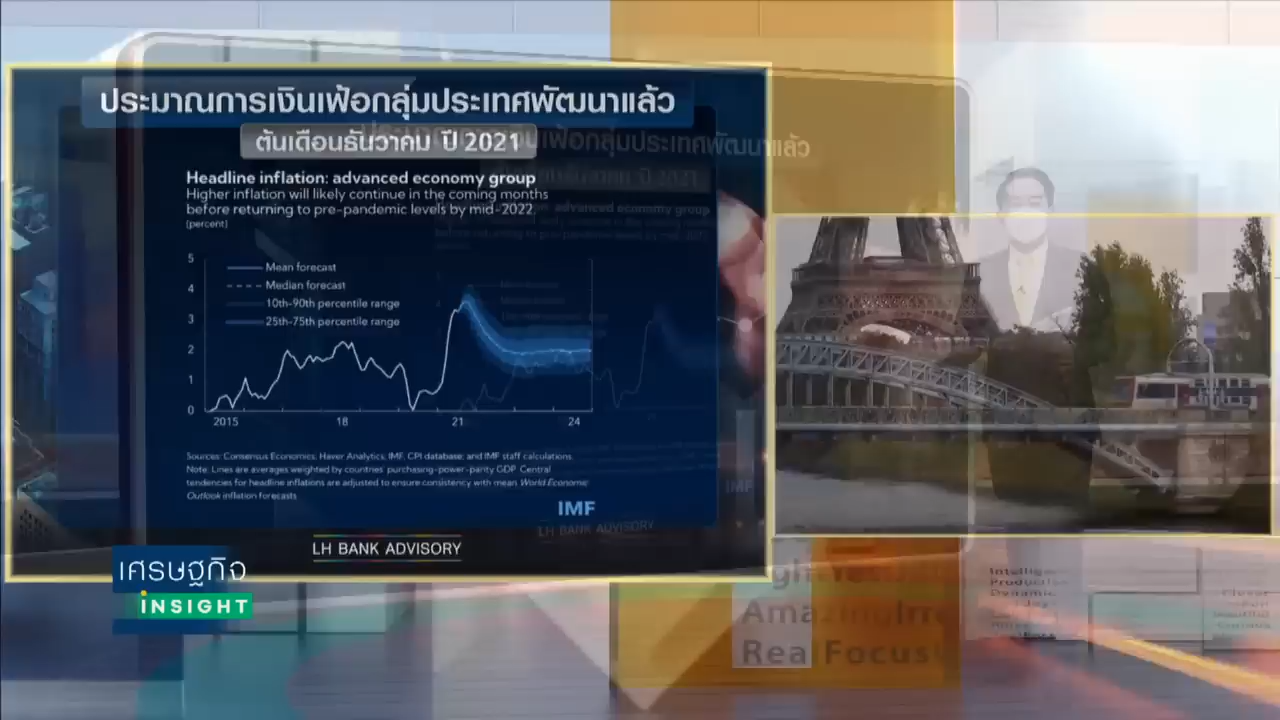 ประมาณการเงินเฟ้อกลุ่มประเทศพัฒนาแล้ว
ต้นเดือนธันวาคม ปี 2021
Headline inflation: advanced economy group
Higher inflation will likely continue in the coming months
before returning to pre-pandemic levels by mid-2022
[percent]
5
4
3
2
1
0
Mean forecast
Median forecast
10th-90th percentile range
25th-75th percentile range
2015 18 21 24
Sources: Consensus Economics, Haver Analytics, IMF, CPI database; and IMF staff calculations.
Note: Lines are averages weighted by countries' purchasing-power-parity GDP. Central
tendencies for headline inflations are adjusted to ensure consistency with mean World Economic
Outlook inflation forecasts
IMF
LH BANK ADVISORY
เศรษฐกิจ
INSIGHT
Real Focus